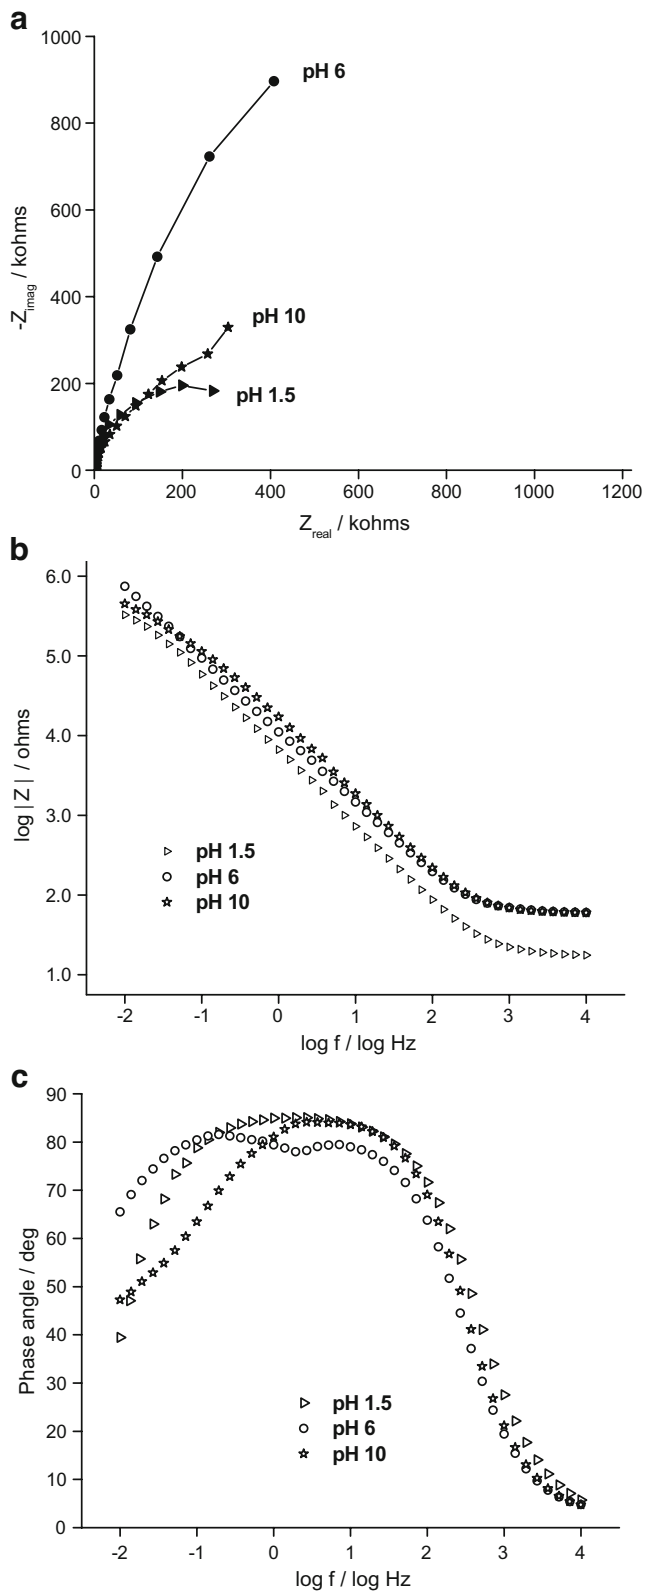 a
1000
800
600
400
200
0
-Z imag / kohms
pH 6
pH 10
pH 1.5
0 200 400 600 800 1000 1200
Z real / kohms
b
6.0
5.0
4.0
3.0
2.0
1.0
log | Z | / ohms
pH 1.5
pH 6
pH 10
-2 -1 0 1 2 3 4
log f / log Hz
c
90
80
70
60
50
40
30
20
10
0
Phase angle / deg
pH 1.5
pH 6
pH 10
-2 -1 0 1 2 3 4
log f / log Hz